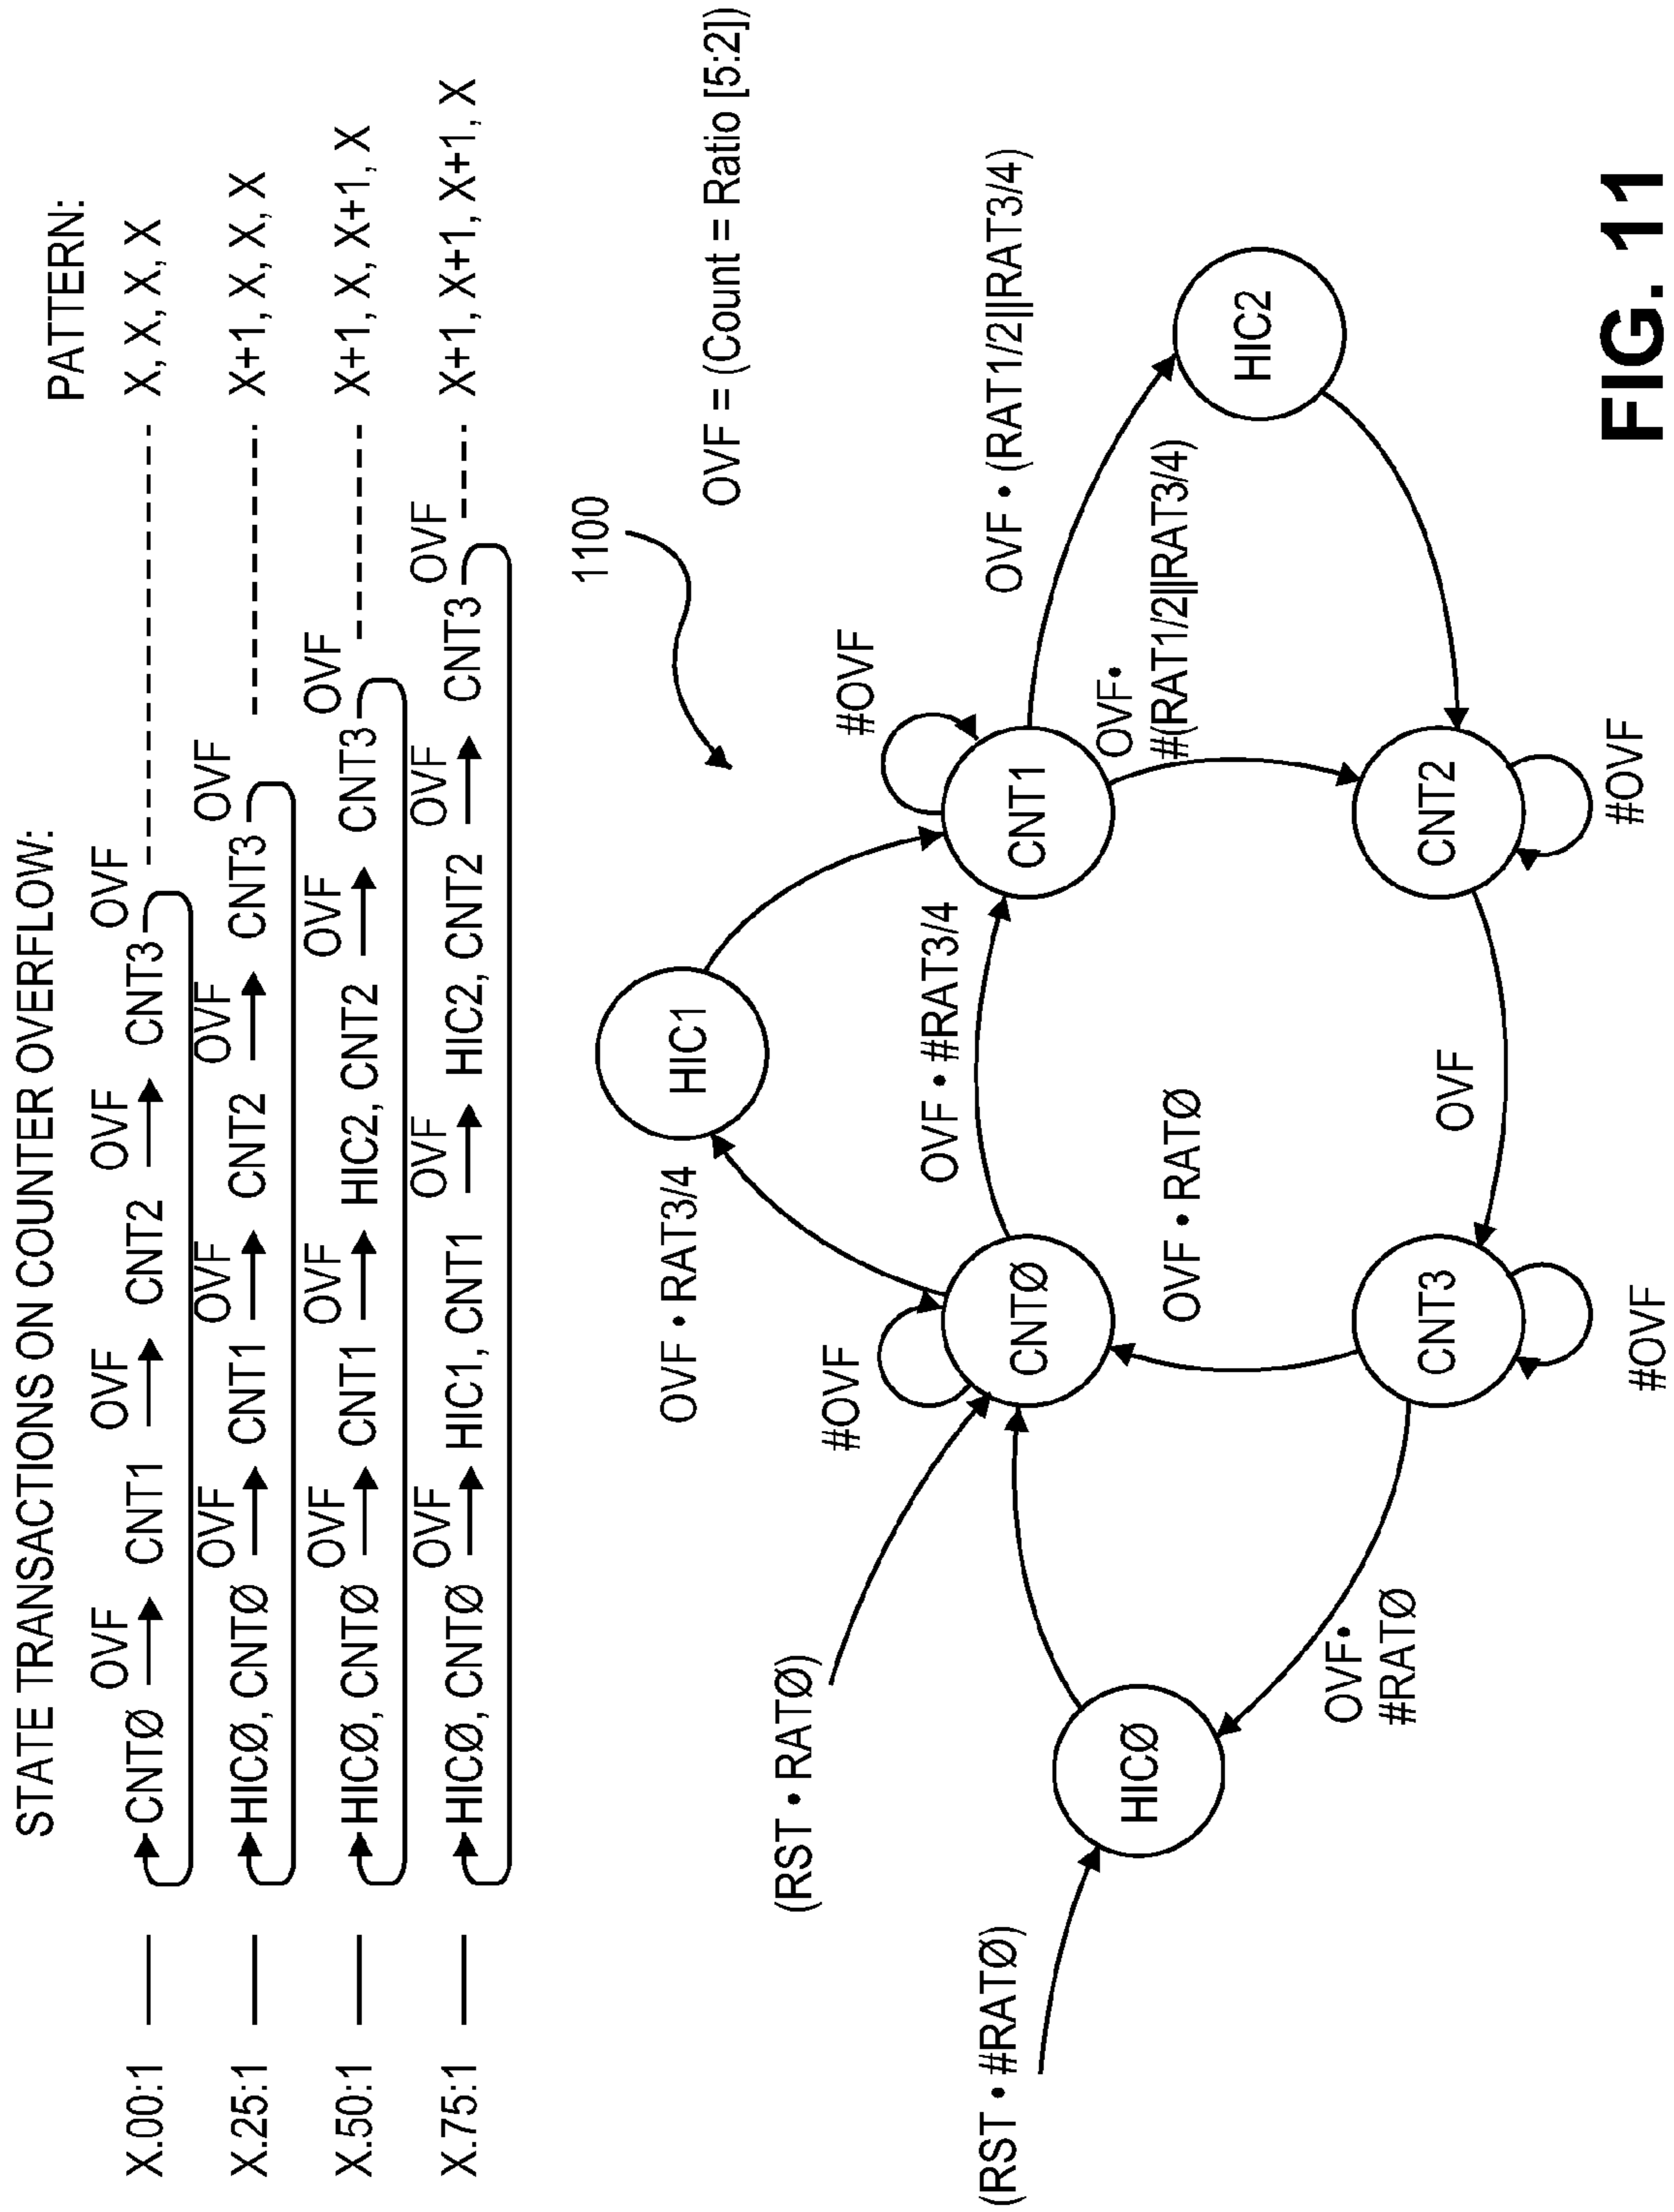 STATE TRANSACTIONS ON COUNTER OVERFLOW:
PATTERN:
X.00:1 CNTØ OVF CNT1 OVF CNT2 OVF CNT3 OVF X, X, X, X
X.25:1 HICØ, CNTØ OVF CNT1 OVF CNT2 OVF CNT3 OVF X+1, X, X, X
X.50:1 HICØ, CNTØ OVF CNT1 OVF HIC2, CNT2 OVF CNT3 OVF X+1, X, X+1, X
X.75:1 HICØ, CNTØ OVF HIC1, CNT1 OVF HIC2, CNT2 OVF CNT3 OVF X+1, X+1, X+1, X
1100
OVF = (Count = Ratio [5:2])
(RST • #RATØ)
(RST • RATØ)
OVF • RAT3/4
HIC1
#OVF
#OVF
OVF • #RAT3/4
OVF • (RAT1/2||RAT3/4)
CNTØ
CNT1
HICØ
OVF • RATØ
OVF•
#(RAT1/2||RAT3/4)
HIC2
OVF•
#RATØ
CNT3
OVF
CNT2
#OVF
#OVF
FIG. 11